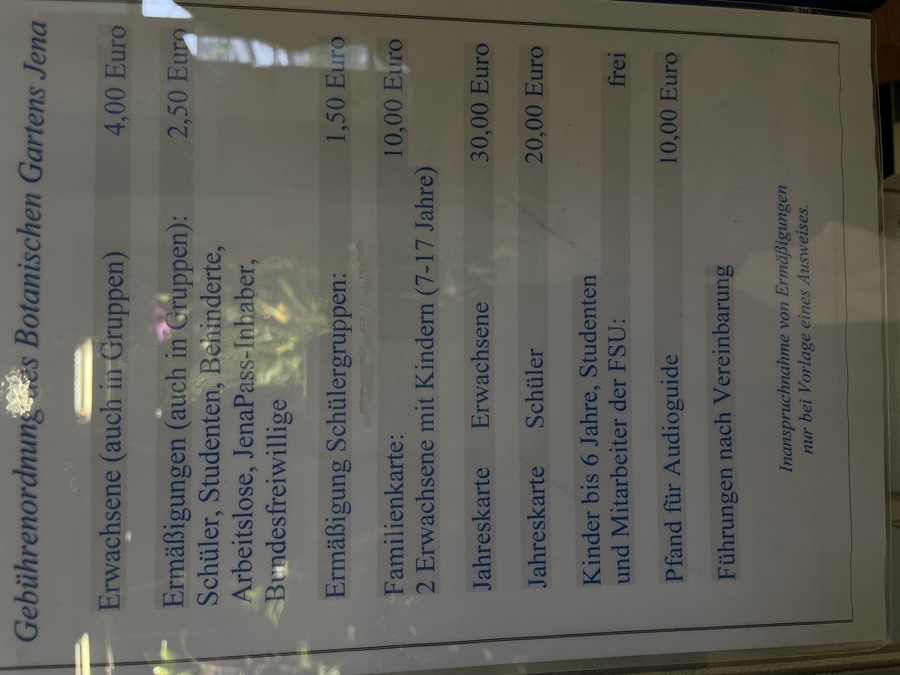 Gebührenordnung des Botanischen Gartens Jena
Erwachsene (auch in Gruppen) 4,00 Euro
Ermäßigungen (auch in Gruppen): 2,50 Euro
Schüler, Studenten, Behinderte,
Arbeitslose, JenaPass-Inhaber,
Bundesfreiwillige
Ermäßigung Schülergruppen: 1,50 Euro
Familienkarte: 10,00 Euro
2 Erwachsene mit Kindern (7-17 Jahre)
Jahreskarte Erwachsene 30,00 Euro
Jahreskarte Schüler 20,00 Euro
Kinder bis 6 Jahre, Studenten
und Mitarbeiter der FSU: frei
Pfand für Audioguide 10,00 Euro
Führungen nach Vereinbarung
Inanspruchnahme von Ermäßigungen
nur bei Vorlage eines Ausweises.